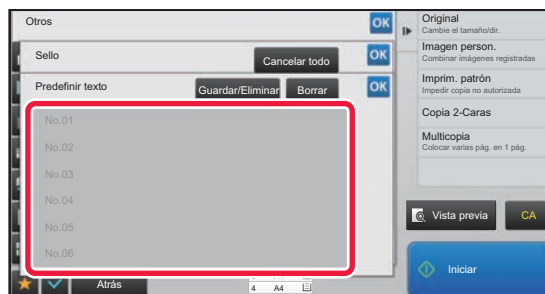 Otros
OK
Sello
Cancelar todo
OK
Predefinir texto
Guardar/Eliminar
Borrar
OK
No.01
No.02
No.03
No.04
No.05
No.06
Atrás
4 A4
Original
Cambie el tamaño/dir.
Imagen person.
Combinar imágenes registradas
Imprim. patrón
Impedir copia no autorizada
Copia 2-Caras
Multicopia
Colocar varias pág. en 1 pág.
Vista previa
CA
Iniciar